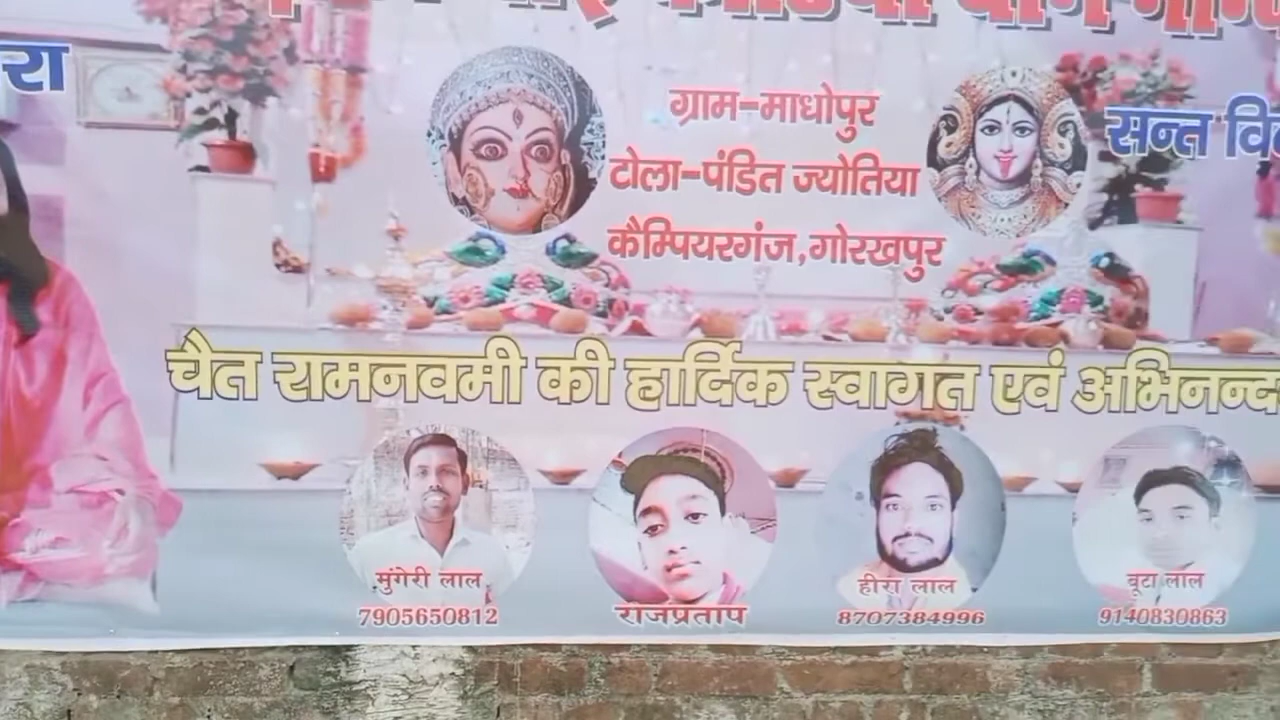 रा
ग्राम-माधोपुर
टोला-पंडित ज्योतिया
कैम्पियरगंज,गोरखपुर
सन्त वि
चैत रामनवमी की हार्दिक स्वागत एवं अभिनन्द
मुंगेरी लाल
7905650812
राजप्रताप
हीरा लाल
8707384996
बूटा लाल
9140830863